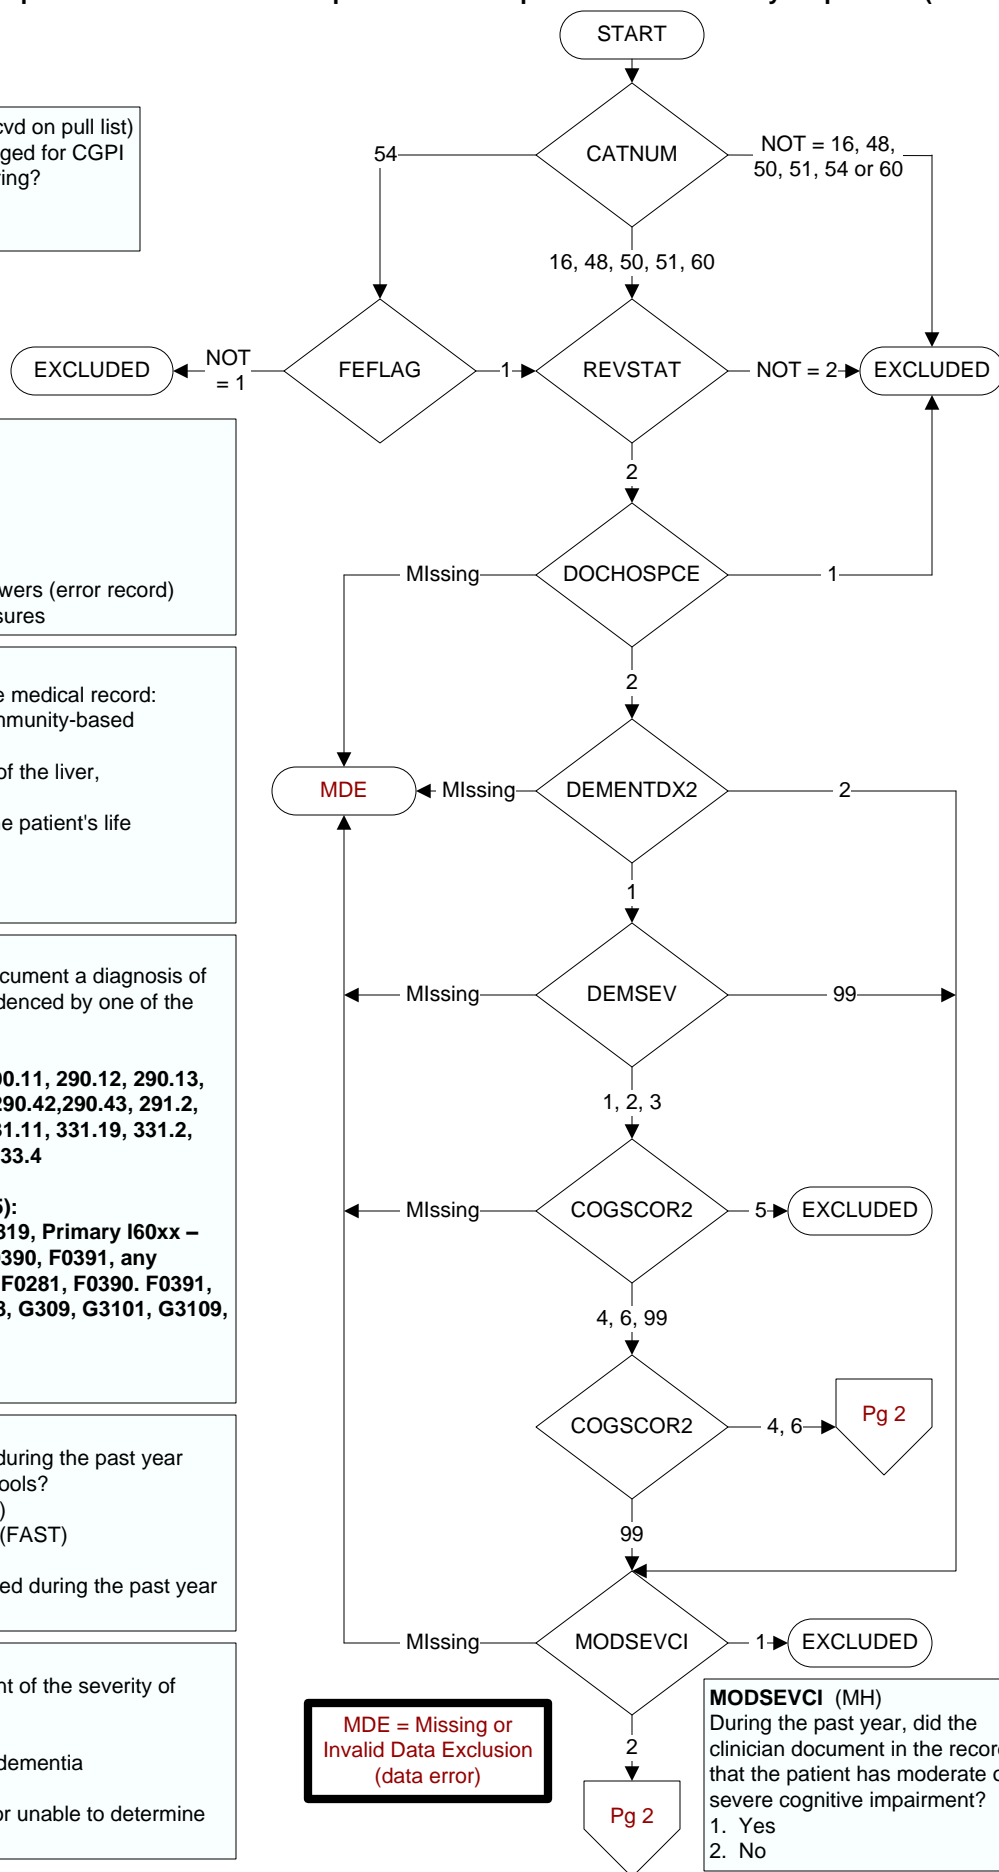 START
cvd on pull list)
ged for CGPI
ring?
CATNUM
54
NOT = 16, 48,
50, 51, 54 or 60
16, 48, 50, 51, 60
EXCLUDED
NOT
= 1
FEFLAG
1
REVSTAT
NOT = 2
EXCLUDED
2
wers (error record)
sures
MIssing
DOCHOSPCE
1
2
e medical record:
mmunity-based
of the liver,
e patient's life
MDE
MIssing
DEMENTDX2
2
1
cument a diagnosis of
idenced by one of the
90.11, 290.12, 290.13,
290.42,290.43, 291.2,
31.11, 331.19, 331.2,
33.4
5):
319, Primary I60xx –
0390, F0391, any
F0281, F0390. F0391,
8, G309, G3101, G3109,
MIssing
DEMSEV
99
1, 2, 3
MIssing
COGSCOR2
5
EXCLUDED
4, 6, 99
COGSCOR2
4, 6
Pg 2
99
during the past year
ools?
)
(FAST)
ed during the past year
MIssing
MODSEVCI
1
EXCLUDED
2
Pg 2
nt of the severity of
dementia
or unable to determine
MDE = Missing or
Invalid Data Exclusion
(data error)
MODSEVCI (MH)
During the past year, did the
clinician document in the record
that the patient has moderate o
severe cognitive impairment?
1. Yes
2. No